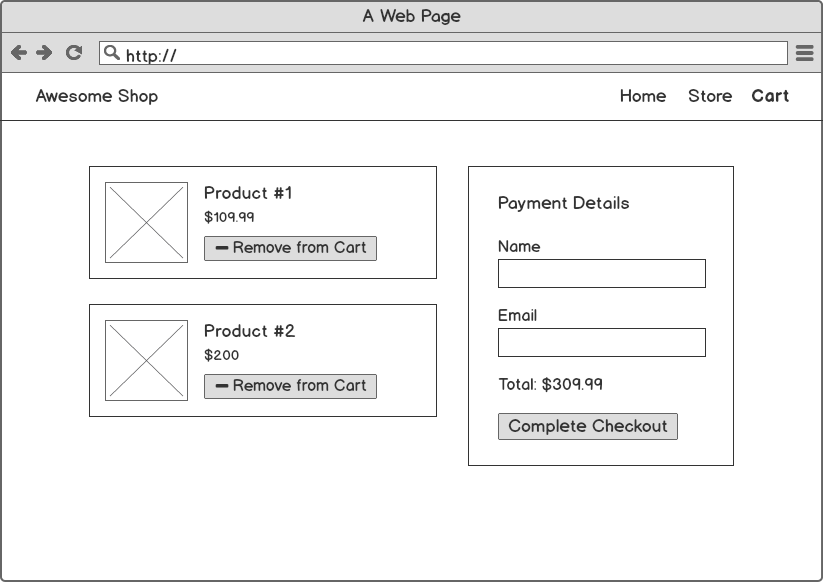 A Web Page
http://
Awesome Shop
Home Store Cart
Product #1
$109.99
Remove from Cart
Product #2
$200
Remove from Cart
Payment Details
Name
Email
Total: $309.99
Complete Checkout